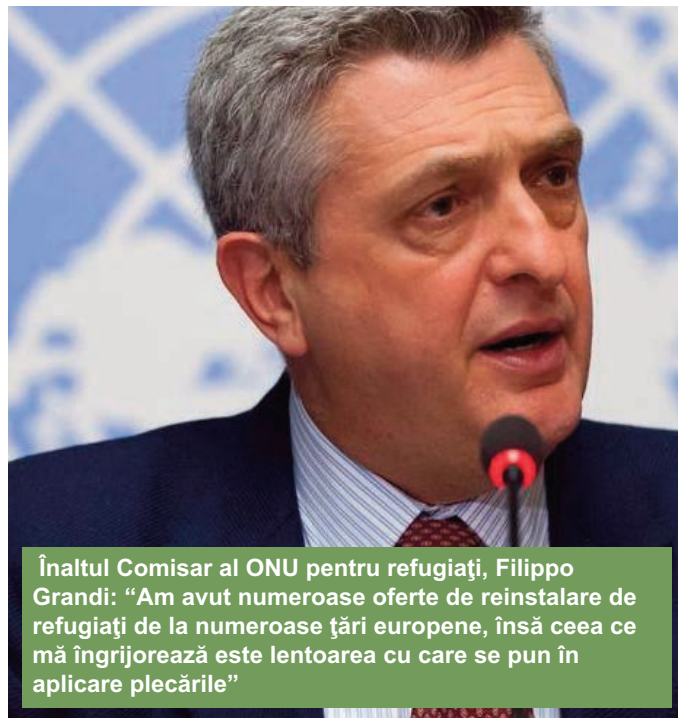 Înaltul Comisar al ONU pentru refugiaţi, Filippo
Grandi: “Am avut numeroase oferte de reinstalare de
refugiaţi de la numeroase ţări europene, însă ceea ce
mă îngrijorează este lentoarea cu care se pun în
aplicare plecările”